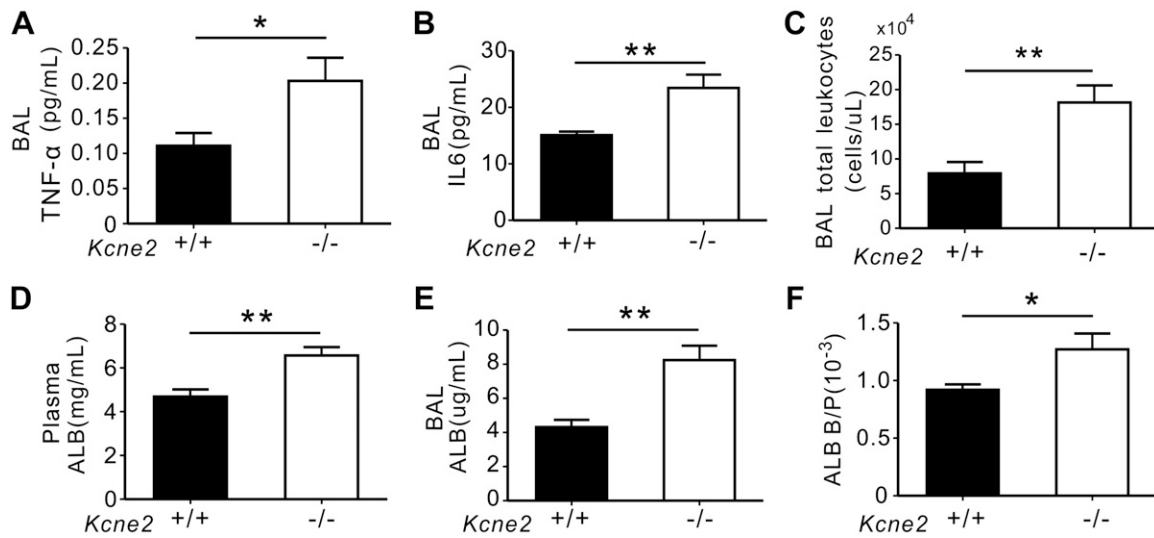 A
BAL
TNF-α (pg/mL)
0.25
0.20
0.15
0.10
0.05
0
*
Kcne2 +/+ -/-
B
BAL
IL6(pg/mL)
30
20
10
0
**
Kcne2 +/+ -/-
C
BAL total leukocytes
(cells/uL)
x10⁴
25
20
15
10
5
0
**
Kcne2 +/+ -/-
D
Plasma
ALB(mg/mL)
8
6
4
2
0
**
Kcne2 +/+ -/-
E
BAL
ALB(ug/mL)
10
8
6
4
2
0
**
Kcne2 +/+ -/-
F
ALB B/P(10⁻³)
1.5
1.0
0.5
0
*
Kcne2 +/+ -/-